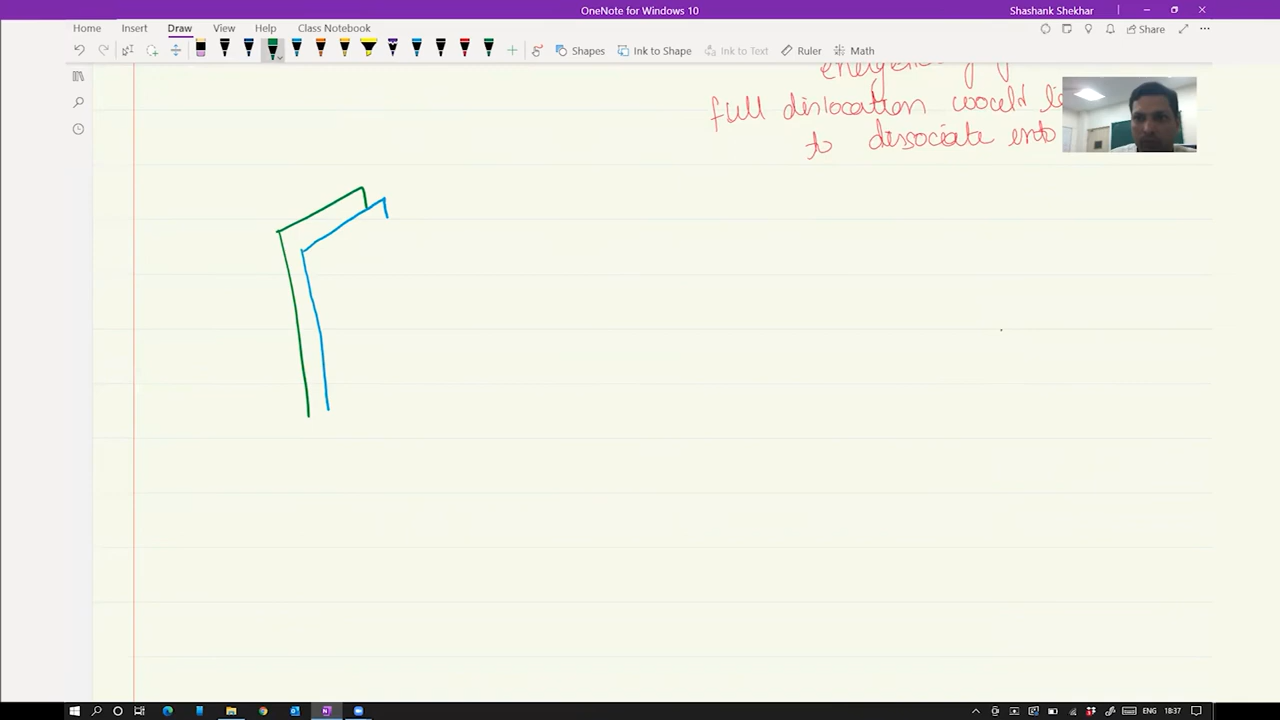 OneNote for Windows 10
Shashank Shekhar
Home Insert Draw View Help Class Notebook
Share
Shapes Ink to Shape Ink to Text Ruler Math
full dislocation would
to dissociate into
ENG 18:37